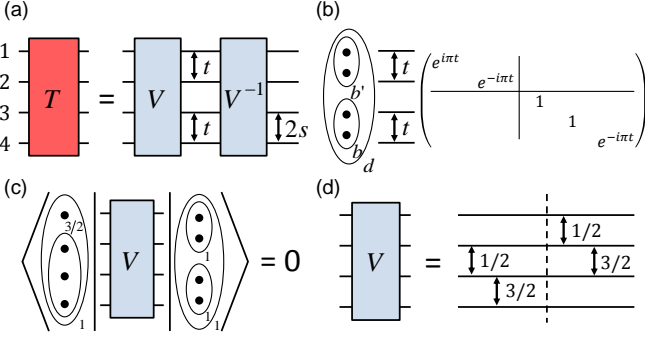 (a)
1
2
3
4
T
=
V
t
t
V⁻¹
2s
(b)
b'
b
d
t
t
e^{iπt}
e^{-iπt}
1
1
e^{-iπt}
(c)
3/2
1
V
1
1
1
= 0
(d)
V
=
1/2
1/2
3/2
3/2